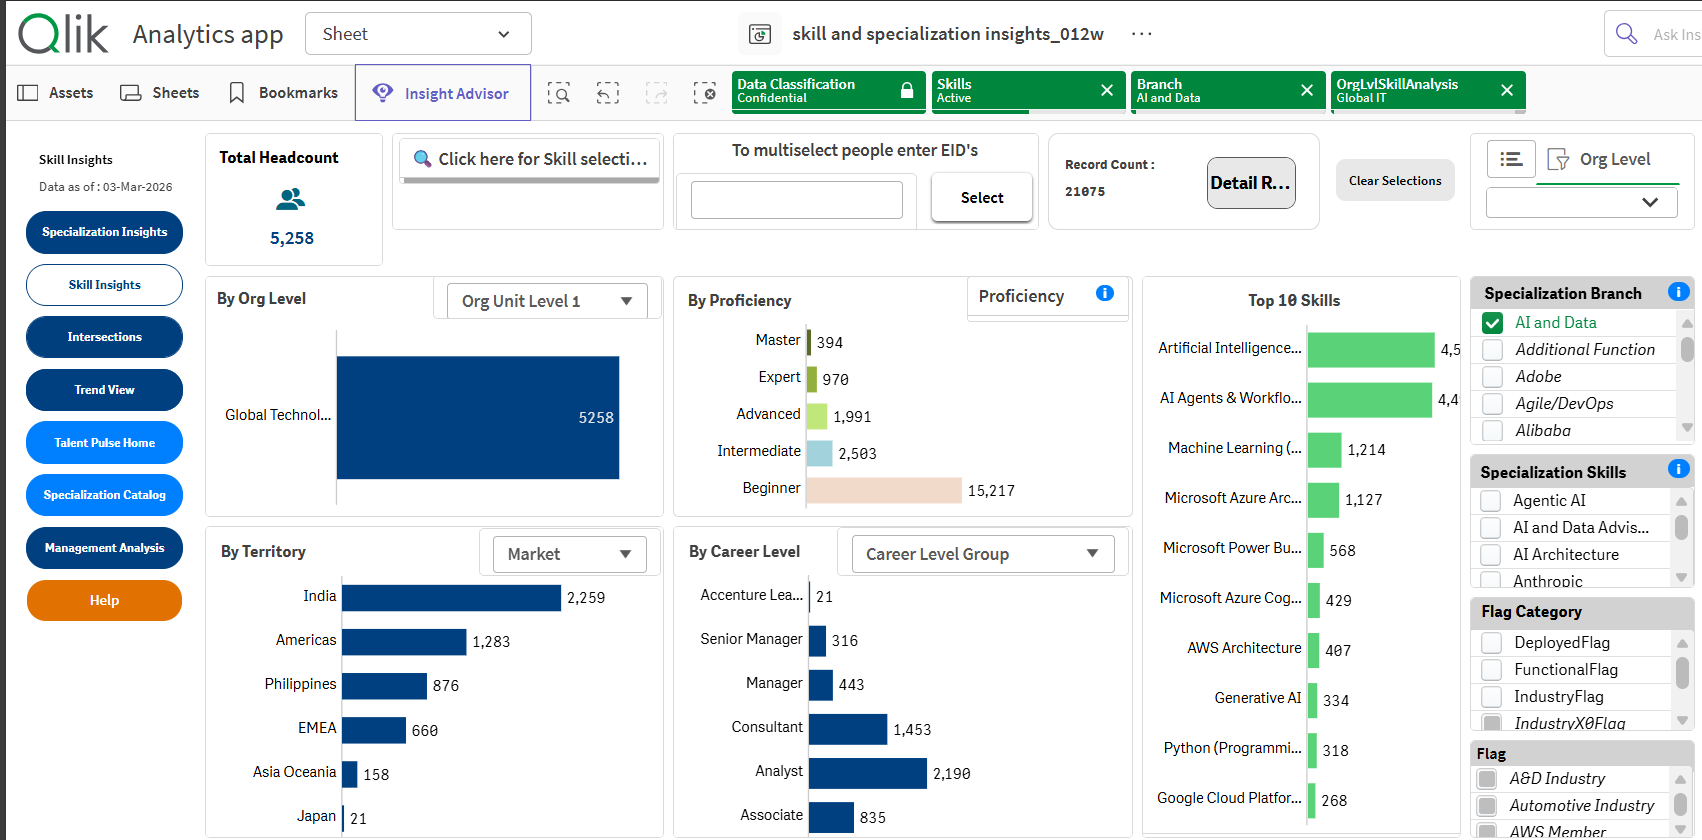 Qlik
Analytics app
Sheet
skill and specialization insights_012w
...
Ask Ins
Assets
Sheets
Bookmarks
Insight Advisor
Data Classification
Confidential
Skills
Active
Branch
AI and Data
OrgLvlSkillAnalysis
Global IT
Skill Insights
Data as of : 03-Mar-2026
Specialization Insights
Skill Insights
Intersections
Trend View
Talent Pulse Home
Specialization Catalog
Management Analysis
Help
Total Headcount
5,258
Click here for Skill selecti...
To multiselect people enter EID's
Select
Record Count :
21075
Detail R...
Clear Selections
Org Level
By Org Level
Org Unit Level 1
Global Technol...
5258
By Proficiency
Proficiency
Master 394
Expert 970
Advanced 1,991
Intermediate 2,503
Beginner 15,217
By Territory
Market
India 2,259
Americas 1,283
Philippines 876
EMEA 660
Asia Oceania 158
Japan 21
By Career Level
Career Level Group
Accenture Lea... 21
Senior Manager 316
Manager 443
Consultant 1,453
Analyst 2,190
Associate 835
Top 10 Skills
Artificial Intelligence... 4,5
AI Agents & Workflo... 4,4
Machine Learning (... 1,214
Microsoft Azure Arc... 1,127
Microsoft Power Bu... 568
Microsoft Azure Cog... 429
AWS Architecture 407
Generative AI 334
Python (Programmi... 318
Google Cloud Platfor... 268
Specialization Branch
AI and Data
Additional Function
Adobe
Agile/DevOps
Alibaba
Specialization Skills
Agentic AI
AI and Data Advis...
AI Architecture
Anthropic
Flag Category
DeployedFlag
FunctionalFlag
IndustryFlag
IndustryX0Flag
Flag
A&D Industry
Automotive Industry
AWS Member